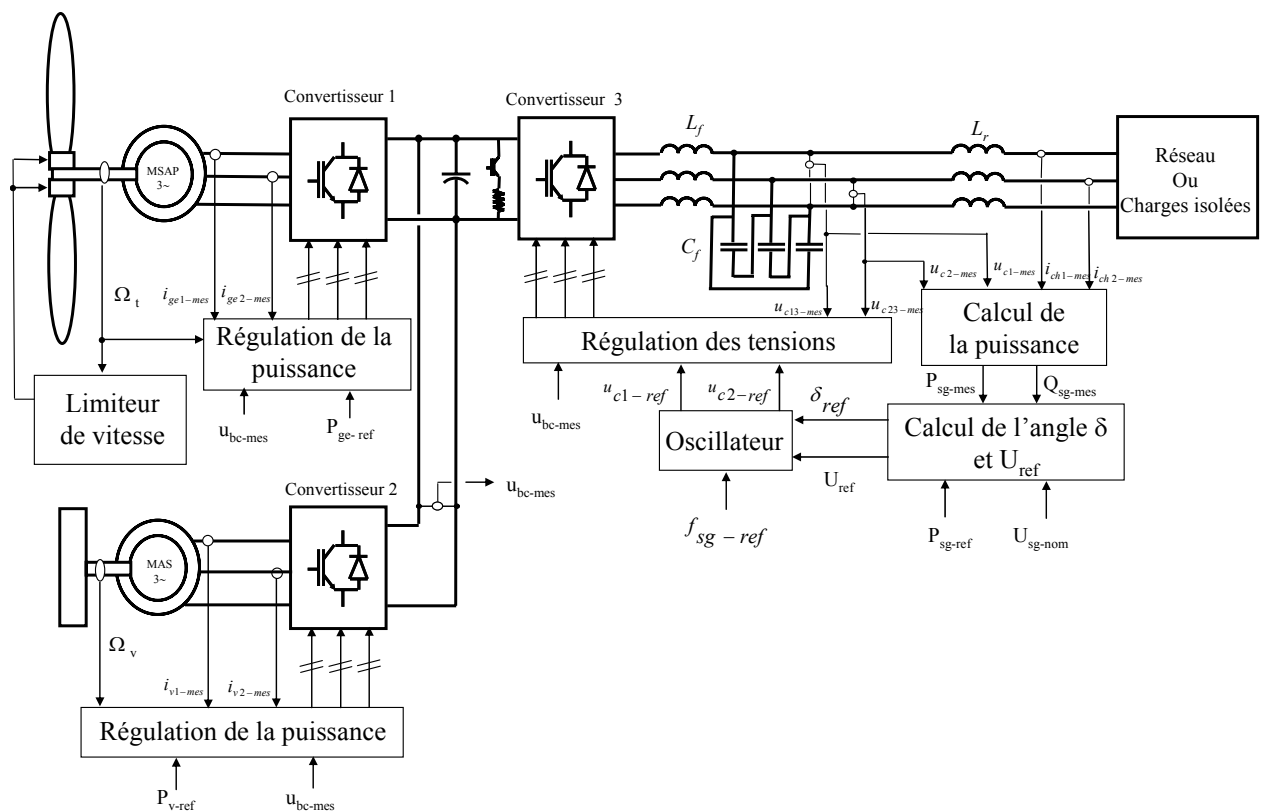 Convertisseur 1
Convertisseur 3
MSAP
3~
L_f
L_r
Réseau
Ou
Charges isolées
C_f
Ω_t
i_ge1-mes
i_ge2-mes
u_c2-mes
u_c1-mes
i_ch1-mes
i_ch2-mes
u_c13-mes
u_c23-mes
Régulation de la
puissance
Régulation des tensions
Calcul de
la puissance
Limiteur
de vitesse
u_bc-mes
P_ge-ref
u_bc-mes
u_c1-ref
u_c2-ref
δ_ref
P_sg-mes
Q_sg-mes
Oscillateur
Calcul de l’angle δ
et U_ref
U_ref
Convertisseur 2
u_bc-mes
f_sg-ref
P_sg-ref
U_sg-nom
MAS
3~
Ω_v
i_v1-mes
i_v2-mes
Régulation de la puissance
P_v-ref
u_bc-mes